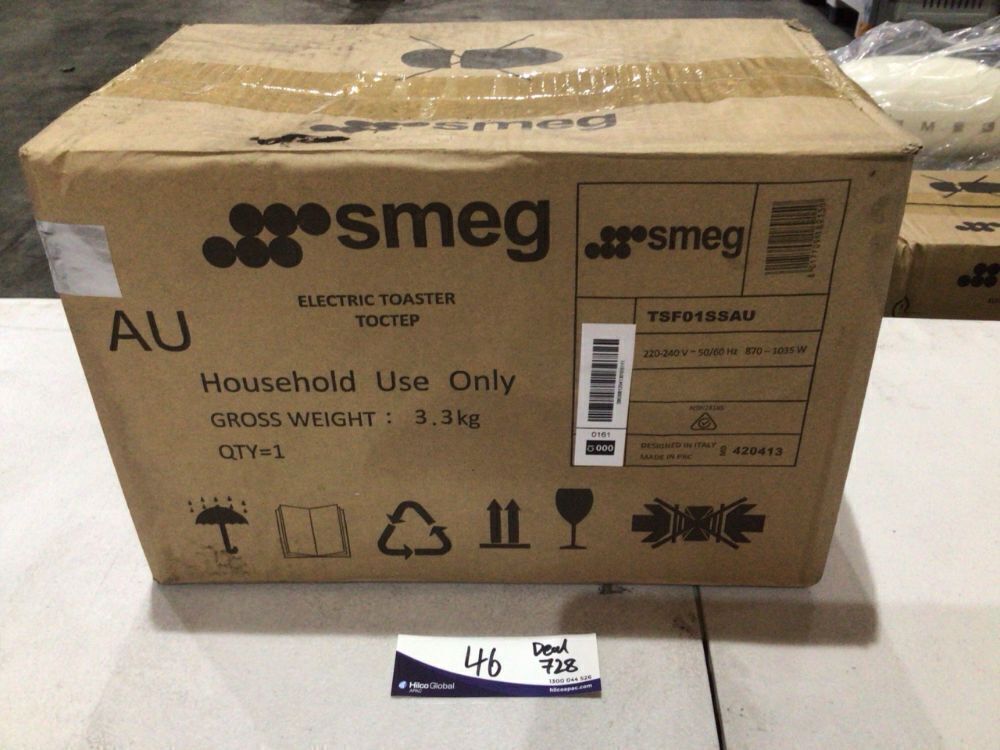 smeg
smeg
ELECTRIC TOASTER
ТОСТЕР
AU
Household Use Only
GROSS WEIGHT : 3.3kg
QTY=1
smeg
TSF01SSAU
220-240 V ~ 50/60 Hz 870 – 1035 W
DESIGNED IN ITALY
MADE IN PRC
420413
0161
000
46
Deal
728
Hilco Global
APAC
1300 044 526
hilcoapac.com